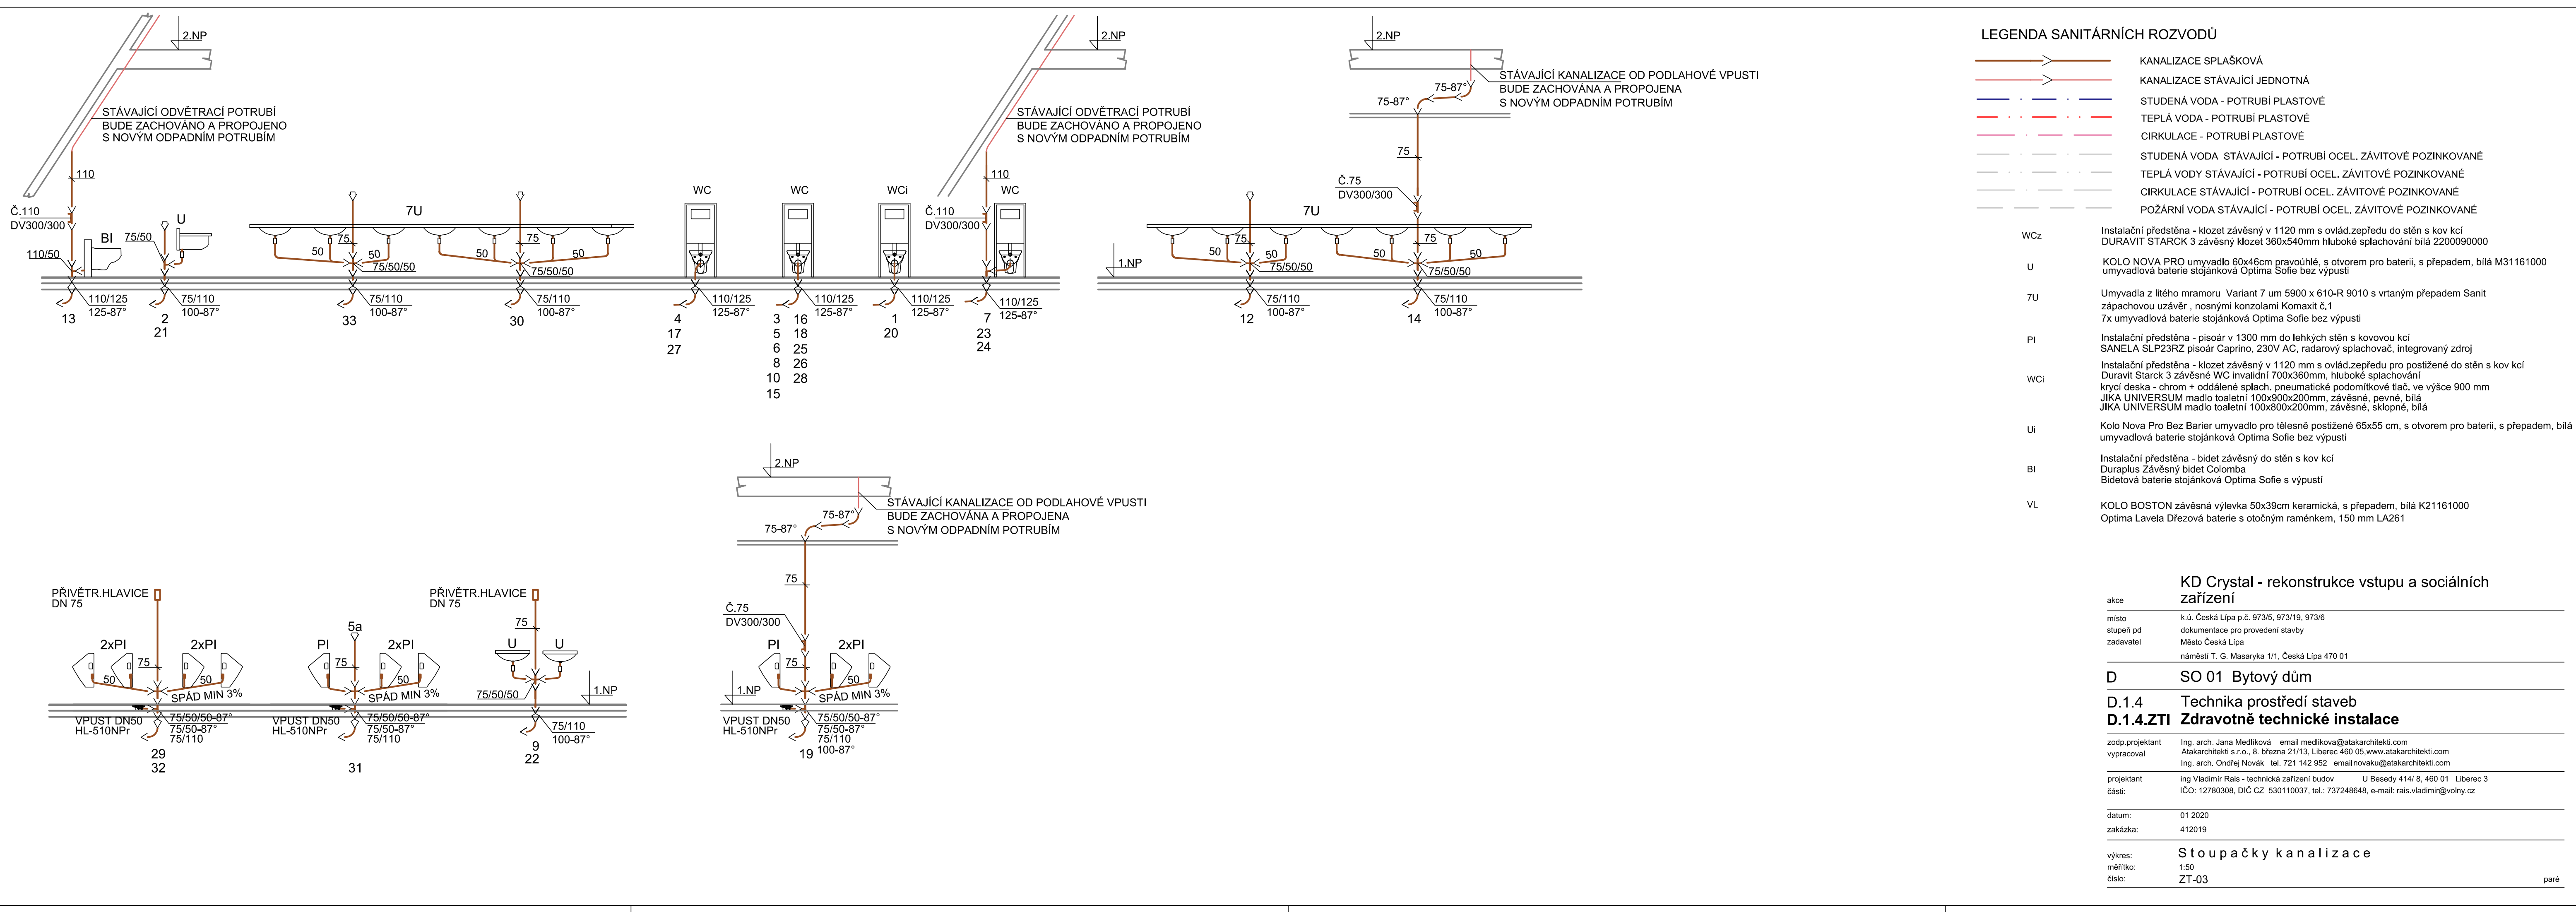 2.NP
STÁVAJÍCÍ ODVĚTRACÍ POTRUBÍ
BUDE ZACHOVÁNO A PROPOJENO
S NOVÝM ODPADNÍM POTRUBÍM
110
Č.110
DV300/300
110/50
BI
75/50
U
110/125
125-87°
13
75/110
100-87°
2
21
7U
75
50
75/50/50
75/110
100-87°
33
75
50
75/50/50
75/110
100-87°
30
WC
110/125
125-87°
4
17
27
WC
110/125
125-87°
3 16
5 18
6 25
8 26
10 28
15
WCi
110/125
125-87°
1
20
2.NP
STÁVAJÍCÍ ODVĚTRACÍ POTRUBÍ
BUDE ZACHOVÁNO A PROPOJENO
S NOVÝM ODPADNÍM POTRUBÍM
110
WC
Č.110
DV300/300
110/125
125-87°
7
23
24
2.NP
STÁVAJÍCÍ KANALIZACE OD PODLAHOVÉ VPUSTI
BUDE ZACHOVÁNA A PROPOJENA
S NOVÝM ODPADNÍM POTRUBÍM
75-87°
75-87°
75
Č.75
DV300/300
7U
1.NP
75
50
75/50/50
75/110
100-87°
12
75
50
75/50/50
75/110
100-87°
14
PŘIVĚTR.HLAVICE
DN 75
2xPI
2xPI
75
50
50
SPÁD MIN 3%
VPUST DN50
HL-510NPr
75/50/50-87°
75/50-87°
75/110
29
32
5a
PI
2xPI
75
50
50
SPÁD MIN 3%
VPUST DN50
HL-510NPr
75/50/50-87°
75/50-87°
75/110
31
PŘIVĚTR.HLAVICE
DN 75
75
U
U
75/50/50
1.NP
75/110
100-87°
9
22
2.NP
STÁVAJÍCÍ KANALIZACE OD PODLAHOVÉ VPUSTI
BUDE ZACHOVÁNA A PROPOJENA
S NOVÝM ODPADNÍM POTRUBÍM
75-87°
75-87°
75
Č.75
DV300/300
PI
2xPI
75
50
50
1.NP
SPÁD MIN 3%
VPUST DN50
HL-510NPr
75/50/50-87°
75/50-87°
75/110
100-87°
19
LEGENDA SANITÁRNÍCH ROZVODŮ
KANALIZACE SPLAŠKOVÁ
KANALIZACE STÁVAJÍCÍ JEDNOTNÁ
STUDENÁ VODA - POTRUBÍ PLASTOVÉ
TEPLÁ VODA - POTRUBÍ PLASTOVÉ
CIRKULACE - POTRUBÍ PLASTOVÉ
STUDENÁ VODA STÁVAJÍCÍ - POTRUBÍ OCEL. ZÁVITOVÉ POZINKOVANÉ
TEPLÁ VODY STÁVAJÍCÍ - POTRUBÍ OCEL. ZÁVITOVÉ POZINKOVANÉ
CIRKULACE STÁVAJÍCÍ - POTRUBÍ OCEL. ZÁVITOVÉ POZINKOVANÉ
POŽÁRNÍ VODA STÁVAJÍCÍ - POTRUBÍ OCEL. ZÁVITOVÉ POZINKOVANÉ
WCz
Instalační předstěna - klozet závěsný v 1120 mm s ovlád.zepředu do stěn s kov kcí
DURAVIT STARCK 3 závěsný klozet 360x540mm hluboké splachování bílá 2200090000
U
KOLO NOVA PRO umyvadlo 60x46cm pravoúhlé, s otvorem pro baterii, s přepadem, bílá M31161000
umyvadlová baterie stojánková Optima Sofie bez výpusti
7U
Umyvadla z litého mramoru Variant 7 um 5900 x 610-R 9010 s vrtaným přepadem Sanit
zápachovou uzávěr , nosnými konzolami Komaxit č.1
7x umyvadlová baterie stojánková Optima Sofie bez výpusti
PI
Instalační předstěna - pisoár v 1300 mm do lehkých stěn s kovovou kcí
SANELA SLP23RZ pisoár Caprino, 230V AC, radarový splachovač, integrovaný zdroj
WCi
Instalační předstěna - klozet závěsný v 1120 mm s ovlád.zepředu pro postižené do stěn s kov kcí
Duravit Starck 3 závěsné WC invalidní 700x360mm, hluboké splachování
krycí deska - chrom + oddálené splach. pneumatické podomítkové tlač. ve výšce 900 mm
JIKA UNIVERSUM madlo toaletní 100x900x200mm, závěsné, pevné, bílá
JIKA UNIVERSUM madlo toaletní 100x800x200mm, závěsné, sklopné, bílá
Ui
Kolo Nova Pro Bez Barier umyvadlo pro tělesně postižené 65x55 cm, s otvorem pro baterii, s přepadem, bílá
umyvadlová baterie stojánková Optima Sofie bez výpusti
BI
Instalační předstěna - bidet závěsný do stěn s kov kcí
Duraplus Závěsný bidet Colomba
Bidetová baterie stojánková Optima Sofie s výpustí
VL
KOLO BOSTON závěsná výlevka 50x39cm keramická, s přepadem, bílá K21161000
Optima Lavela Dřezová baterie s otočným raménkem, 150 mm LA261
akce KD Crystal - rekonstrukce vstupu a sociálních
zařízení
místo k.ú. Česká Lípa p.č. 973/5, 973/19, 973/6
stupeň pd dokumentace pro provedení stavby
zadavatel Město Česká Lípa
náměstí T. G. Masaryka 1/1, Česká Lípa 470 01
D SO 01 Bytový dům
D.1.4 Technika prostředí staveb
D.1.4.ZTI Zdravotně technické instalace
zodp.projektant Ing. arch. Jana Medlíková email medlikova@atakarchitekti.com
vypracoval Atakarchitekti s.r.o., 8. března 21/13, Liberec 460 05,www.atakarchitekti.com
Ing. arch. Ondřej Novák tel. 721 142 952 emailnovaku@atakarchitekti.com
projektant ing Vladimír Rais - technická zařízení budov U Besedy 414/ 8, 460 01 Liberec 3
části: IČO: 12780308, DIČ CZ 530110037, tel.: 737248648, e-mail: rais.vladimir@volny.cz
datum: 01 2020
zakázka: 412019
výkres: Stoupačky kanalizace
měřítko: 1:50
číslo: ZT-03 paré